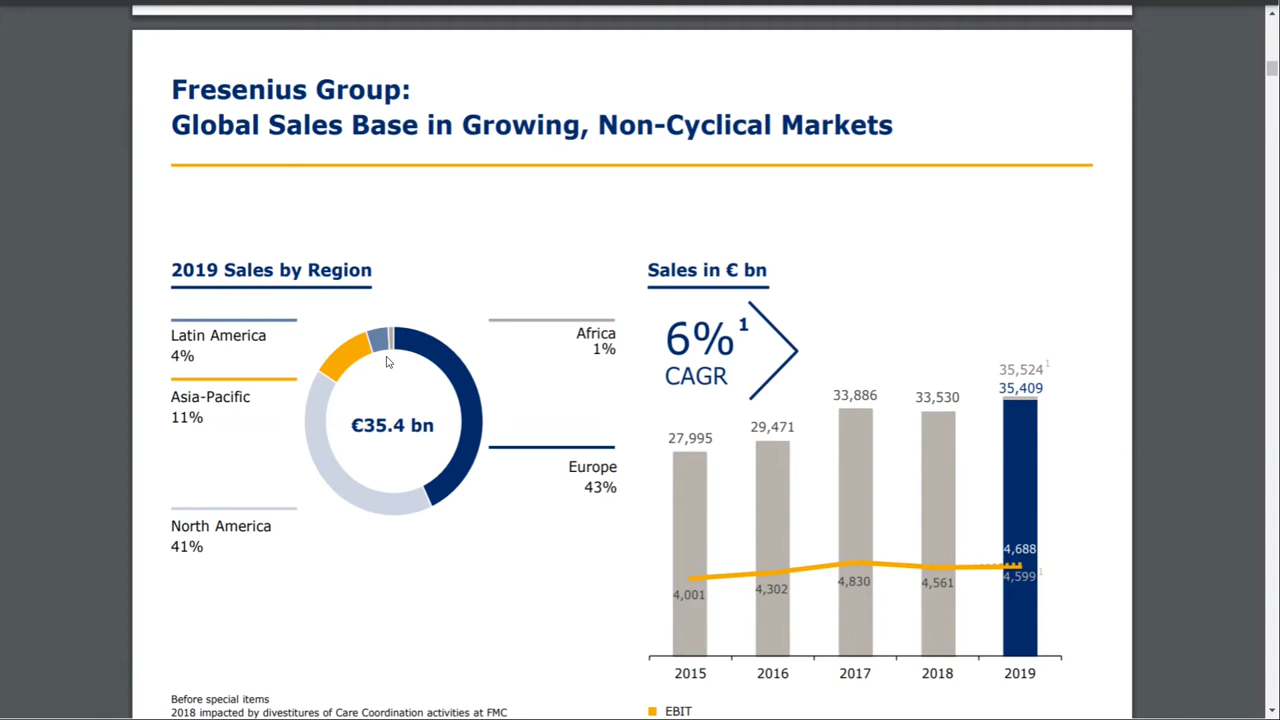 Fresenius Group:
Global Sales Base in Growing, Non-Cyclical Markets
2019 Sales by Region
Latin America
4%
Asia-Pacific
11%
North America
41%
€35.4 bn
Africa
1%
Europe
43%
Sales in € bn
6%1
CAGR
27,995
29,471
33,886
33,530
35,5241
35,409
4,001
4,302
4,830
4,561
4,688
4,5991
2015
2016
2017
2018
2019
EBIT
Before special items
2018 impacted by divestitures of Care Coordination activities at FMC